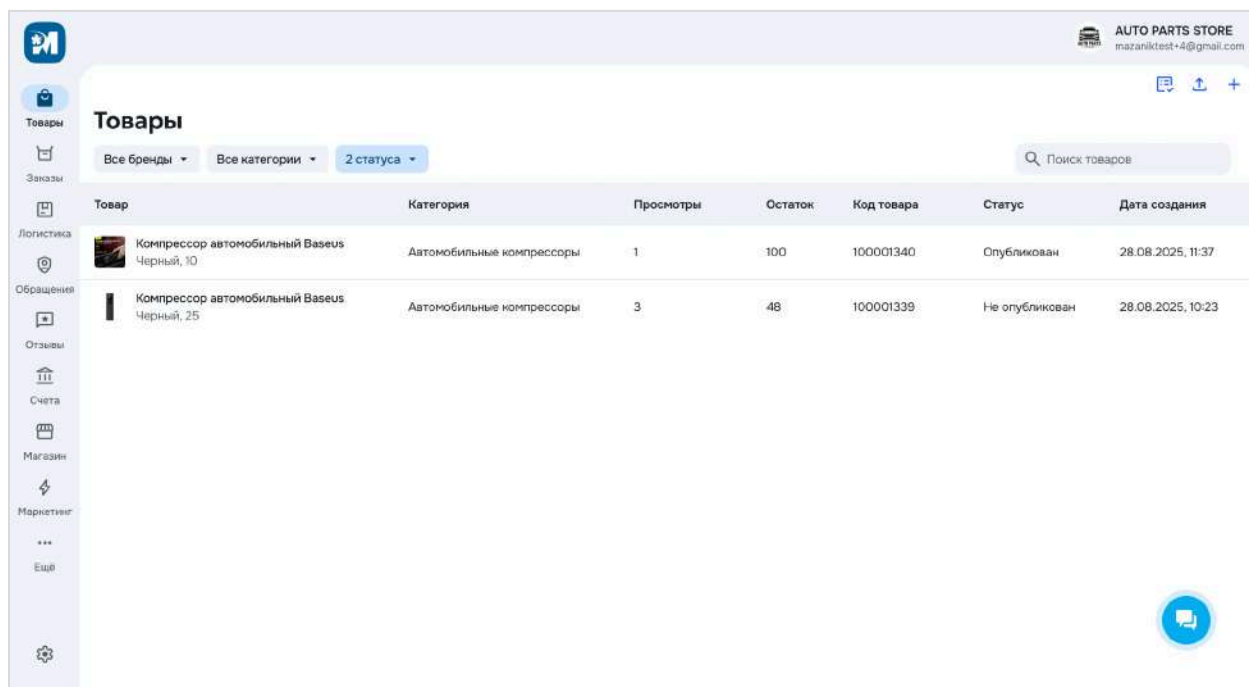 AUTO PARTS STORE
mazaniktest+4@gmail.com
Товары
Заказы
Логистика
Обращения
Отзывы
Счета
Магазин
Маркетинг
Ещё
Товары
Все бренды Все категории 2 статуса Поиск товаров
Товар Категория Просмотры Остаток Код товара Статус Дата создания
Компрессор автомобильный Baseus Автомобильные компрессоры 1 100 100001340 Опубликован 28.08.2025, 11:37
Черный, 10
Компрессор автомобильный Baseus Автомобильные компрессоры 3 48 100001339 Не опубликован 28.08.2025, 10:23
Черный, 25